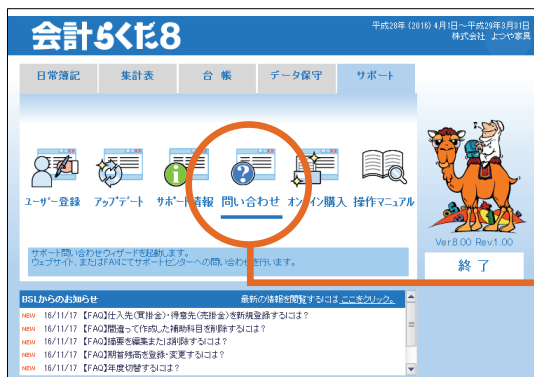 会計らくだ8
平成28年 (2016) 4月1日～平成29年3月31日
株式会社 よつや家具
日常簿記 集計表 台 帳 データ保守 サポート
ユーザー登録 アップデート サポート情報 問い合わせ オンライン購入 操作マニュアル
Ver.8.00 Rev.1.00
サポート問い合わせウィザードを起動します。
ウェブサイト、またはFAXにてサポートセンターへの問い合わせを行います。
終 了
BSLからのお知らせ 最新の情報を閲覧するには ここをクリック。
NEW 16/11/17 【FAQ】仕入先(買掛金)・得意先(売掛金)を新規登録するには？
NEW 16/11/17 【FAQ】間違って作成した補助科目を削除するには？
NEW 16/11/17 【FAQ】摘要を編集または削除するには？
NEW 16/11/17 【FAQ】期首残高を登録・変更するには？
NEW 16/11/17 【FAQ】年度切替するには？